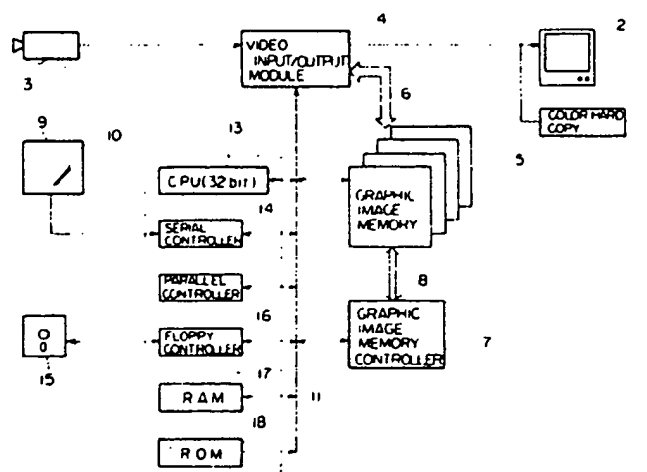 4
2
VIDEO
INPUT/OUTPUT
MODULE
3
6
9
10
13
COLOR HARD
COPY
5
CPU(32bit)
14
GRAPHIC
IMAGE
MEMORY
SERIAL
CONTROLLER
PARALLEL
CONTROLLER
8
16
FLOPPY
CONTROLLER
GRAPHIC
IMAGE
MEMORY
CONTROLLER
7
15
17
RAM
11
18
ROM